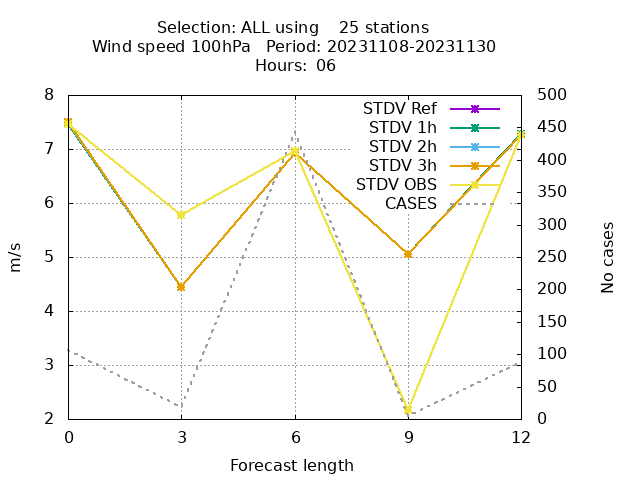 Selection: ALL using    25 stations
Wind speed 100hPa   Period: 20231108-20231130
Hours:  06
8 500
450
7 400
350
6 300
5 250
200
4 150
3 100
50
2 0
STDV Ref
STDV 1h
STDV 2h
STDV 3h
STDV OBS
CASES
m/s
No cases
0 3 6 9 12
Forecast length